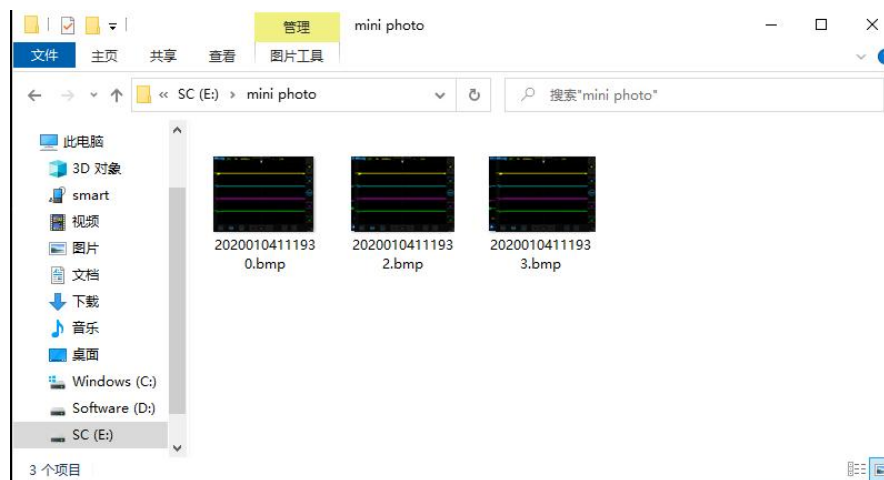 管理
mini photo
文件 主页 共享 查看 图片工具
« SC (E:) › mini photo
搜索"mini photo"
此电脑
3D 对象
smart
视频
图片
文档
下载
音乐
桌面
Windows (C:)
Software (D:)
SC (E:)
2020010411193
0.bmp
2020010411193
2.bmp
2020010411193
3.bmp
3 个项目